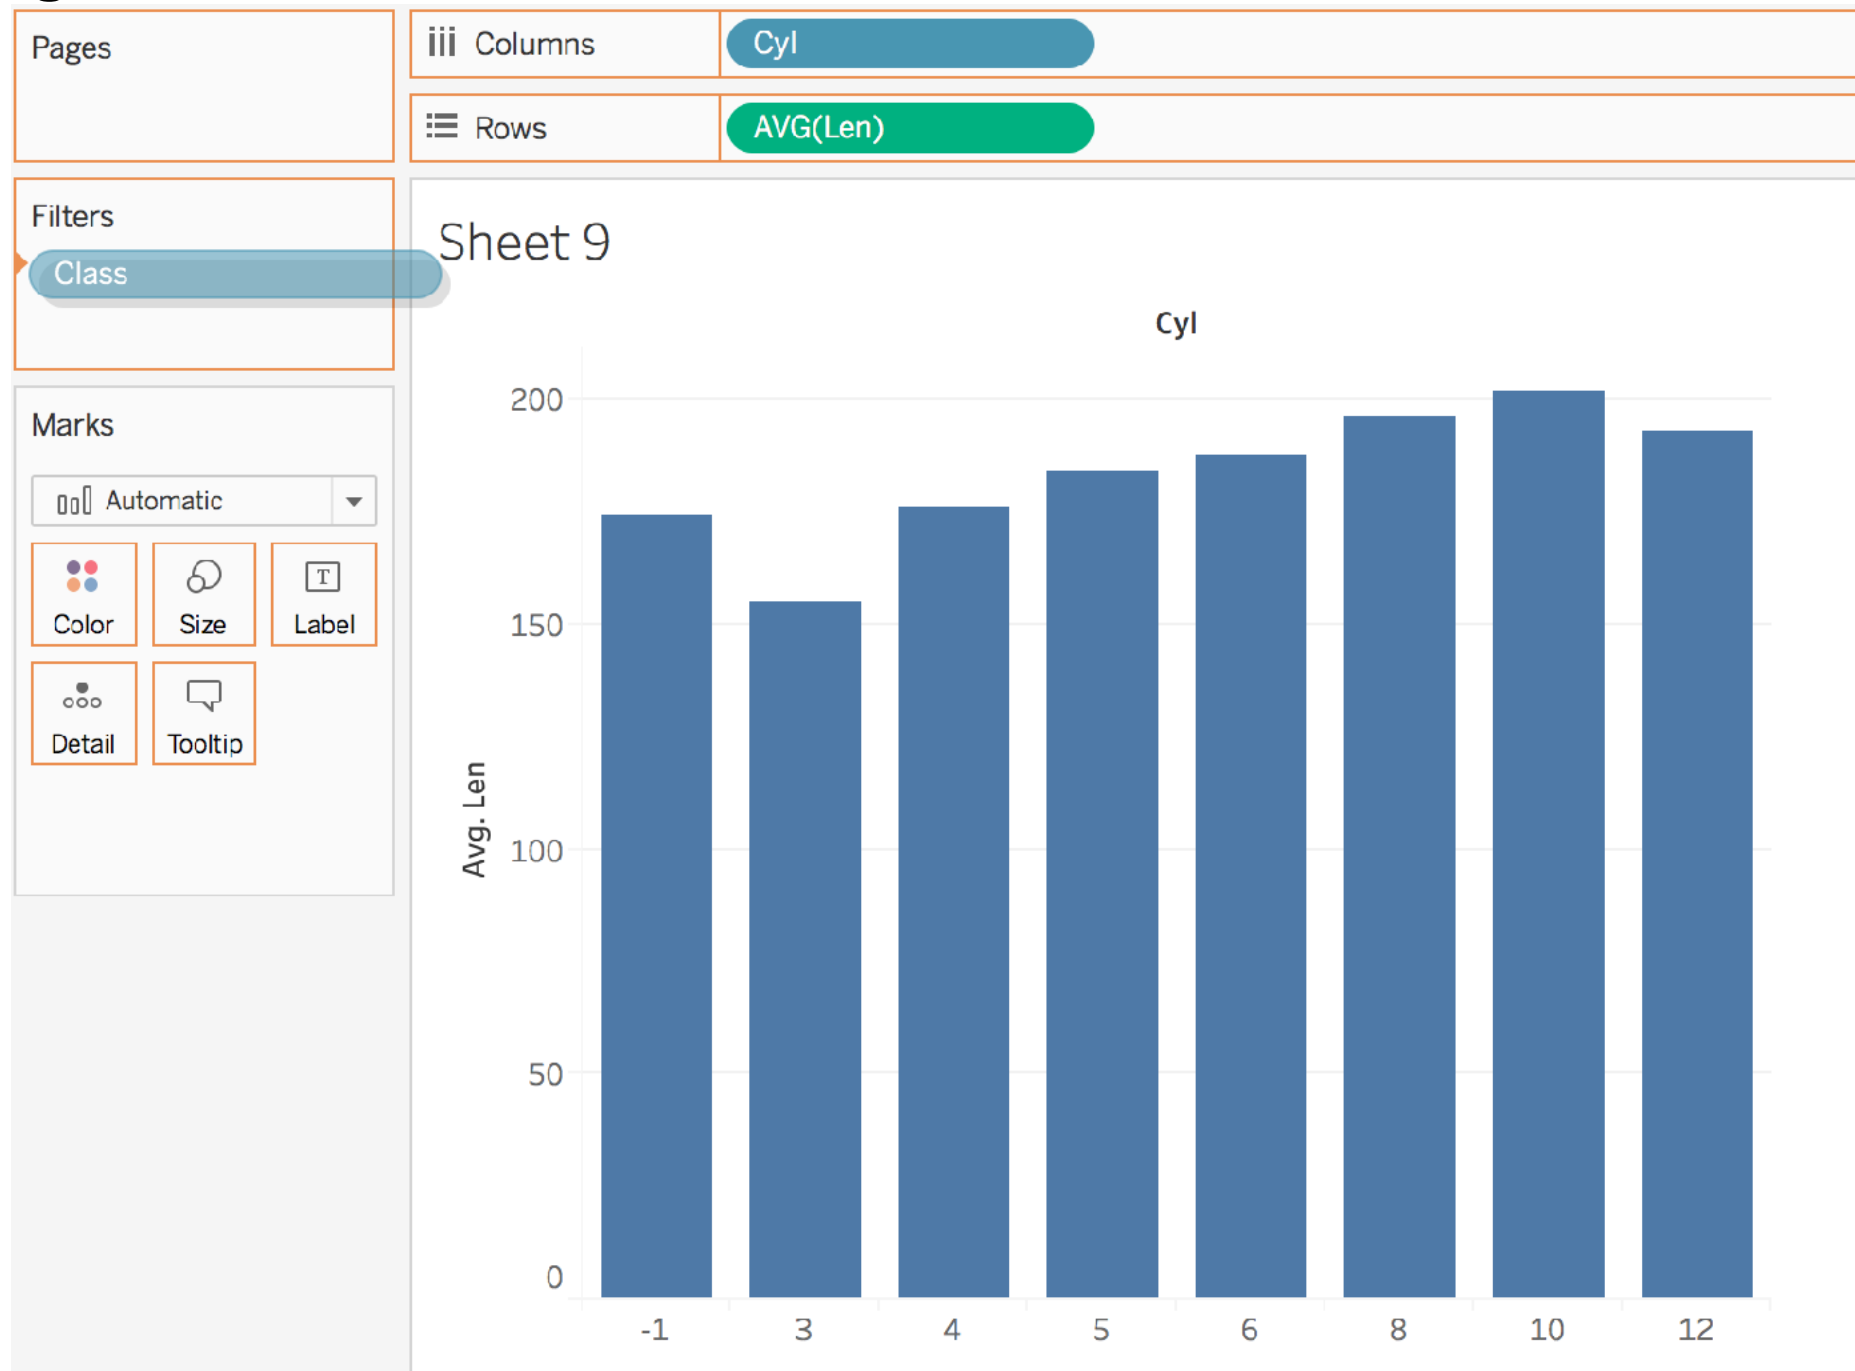 Pages
Columns
Cyl
Rows
AVG(Len)
Filters
Class
Marks
Automatic
Color
Size
Label
Detail
Tooltip
Sheet 9
Cyl
Avg. Len
200
150
100
50
0
-1 3 4 5 6 8 10 12